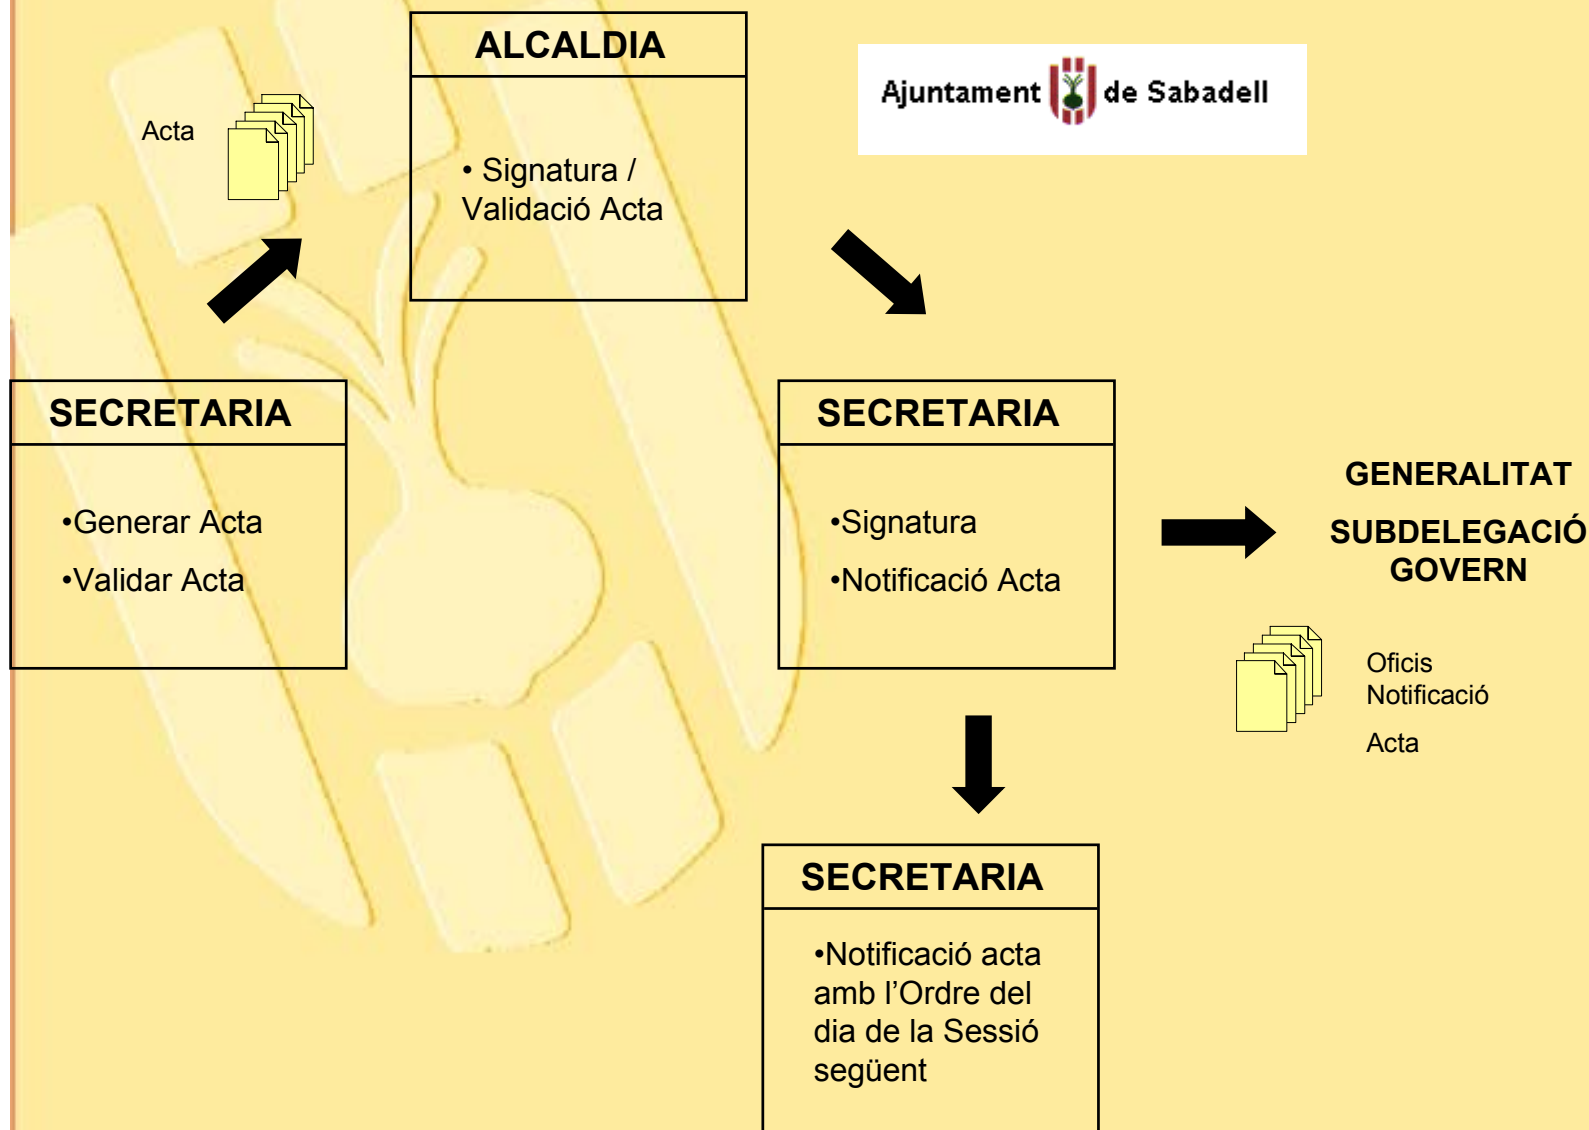 ALCALDIA
Ajuntament de Sabadell
Acta
• Signatura /
Validació Acta
SECRETARIA
•Generar Acta
•Validar Acta
SECRETARIA
•Signatura
•Notificació Acta
GENERALITAT
SUBDELEGACIÓ
GOVERN
Oficis
Notificació
Acta
SECRETARIA
•Notificació acta
amb l’Ordre del
dia de la Sessió
següent